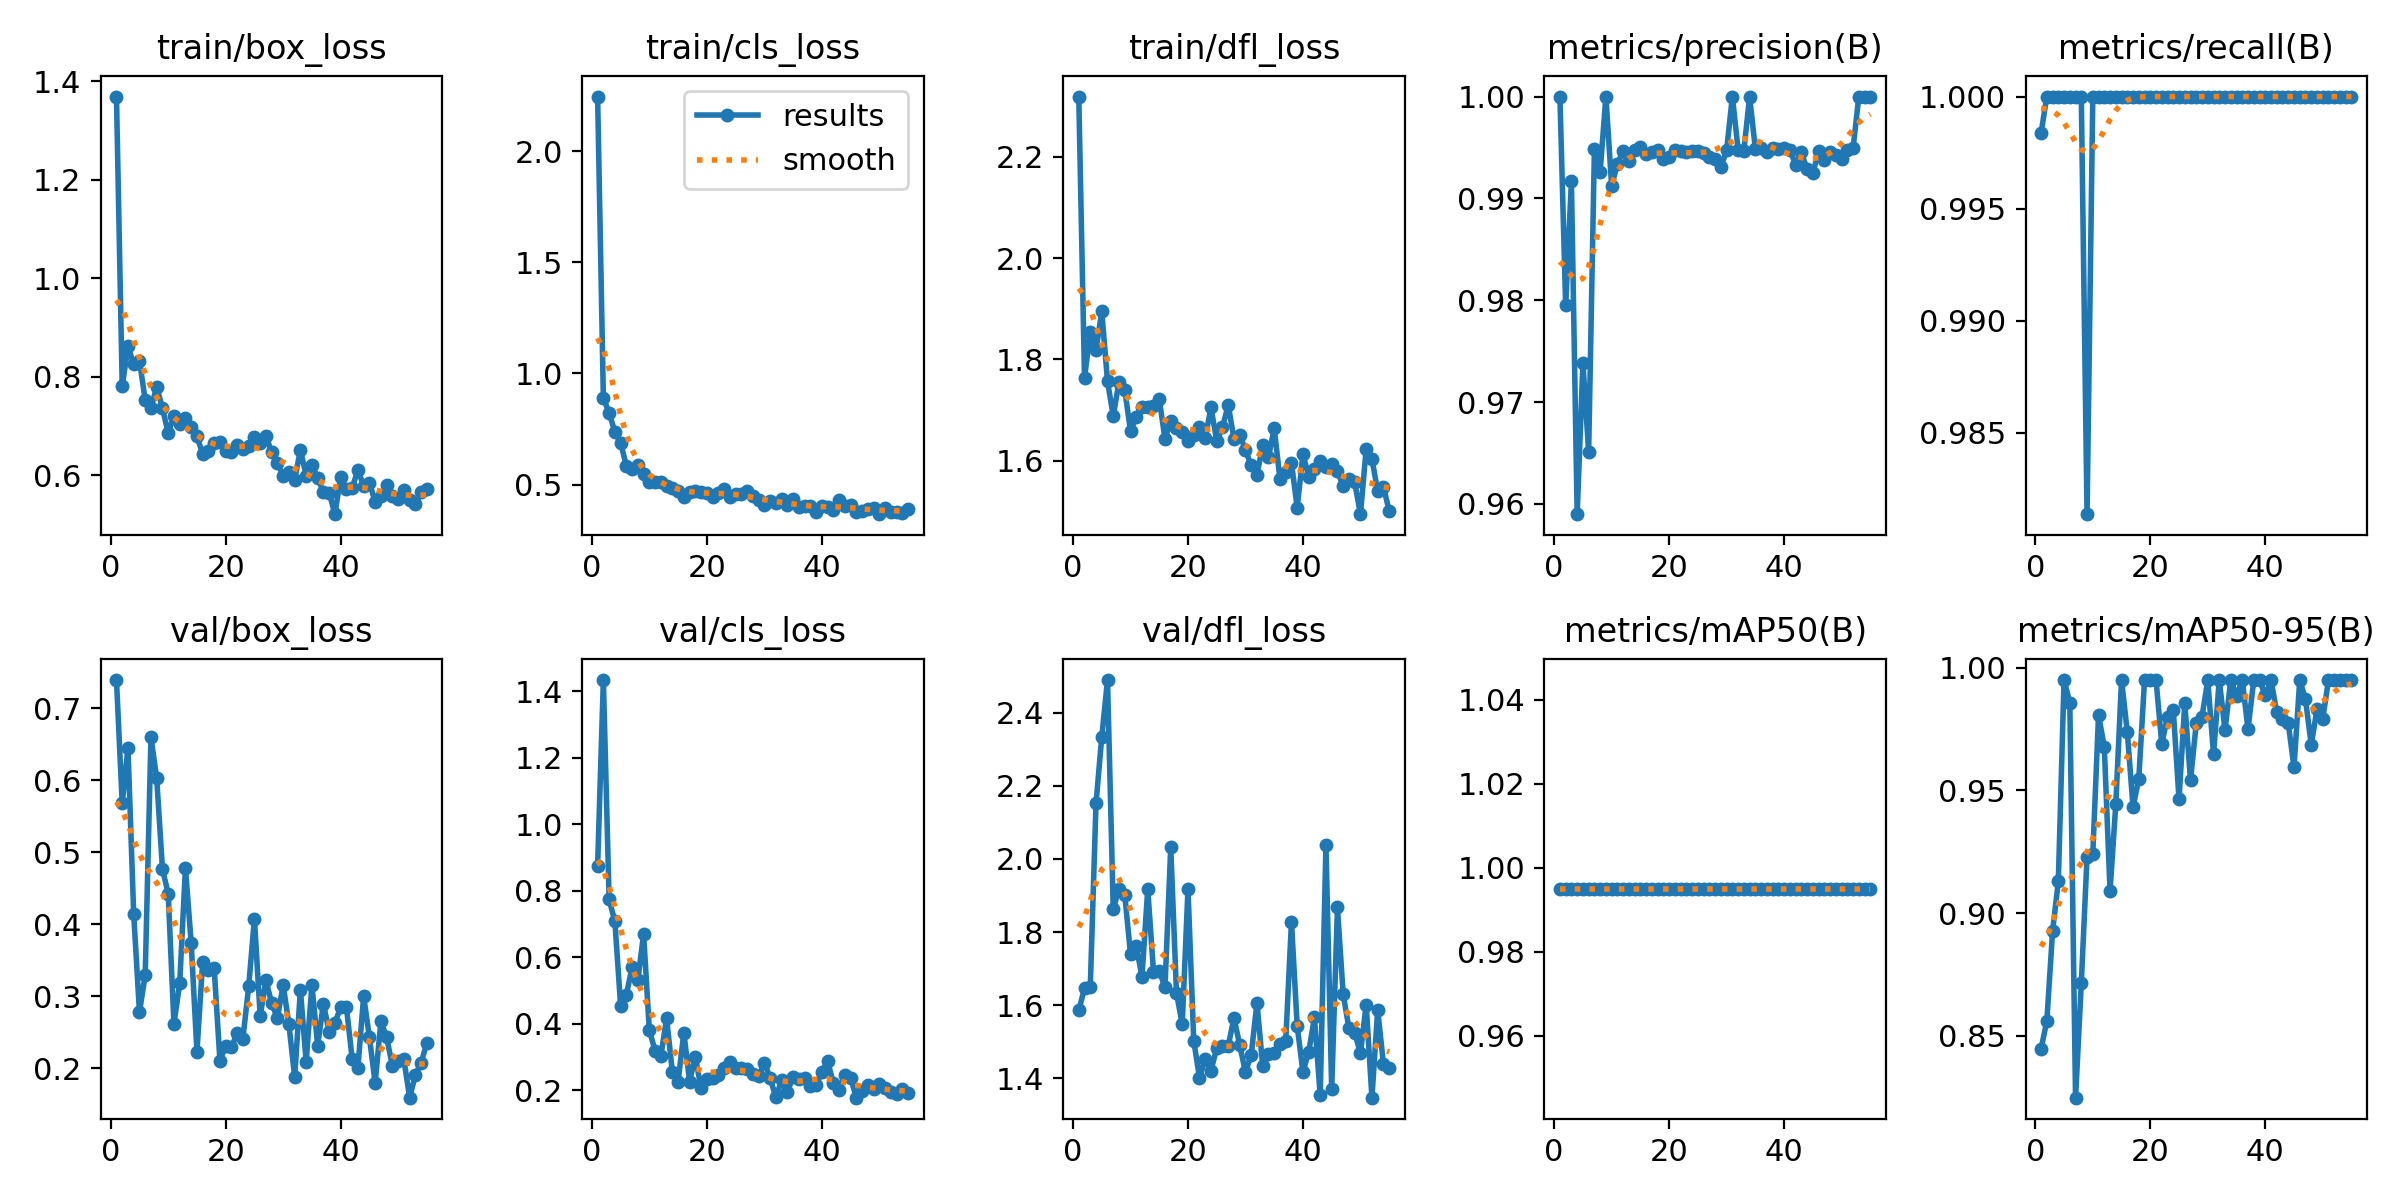 train/box_loss
1.4
1.2
1.0
0.8
0.6
0 20 40
train/cls_loss
results
smooth
2.0
1.5
1.0
0.5
0 20 40
train/dfl_loss
2.2
2.0
1.8
1.6
0 20 40
metrics/precision(B)
1.00
0.99
0.98
0.97
0.96
0 20 40
metrics/recall(B)
1.000
0.995
0.990
0.985
0 20 40
val/box_loss
0.7
0.6
0.5
0.4
0.3
0.2
0 20 40
val/cls_loss
1.4
1.2
1.0
0.8
0.6
0.4
0.2
0 20 40
val/dfl_loss
2.4
2.2
2.0
1.8
1.6
1.4
0 20 40
metrics/mAP50(B)
1.04
1.02
1.00
0.98
0.96
0 20 40
metrics/mAP50-95(B)
1.00
0.95
0.90
0.85
0 20 40